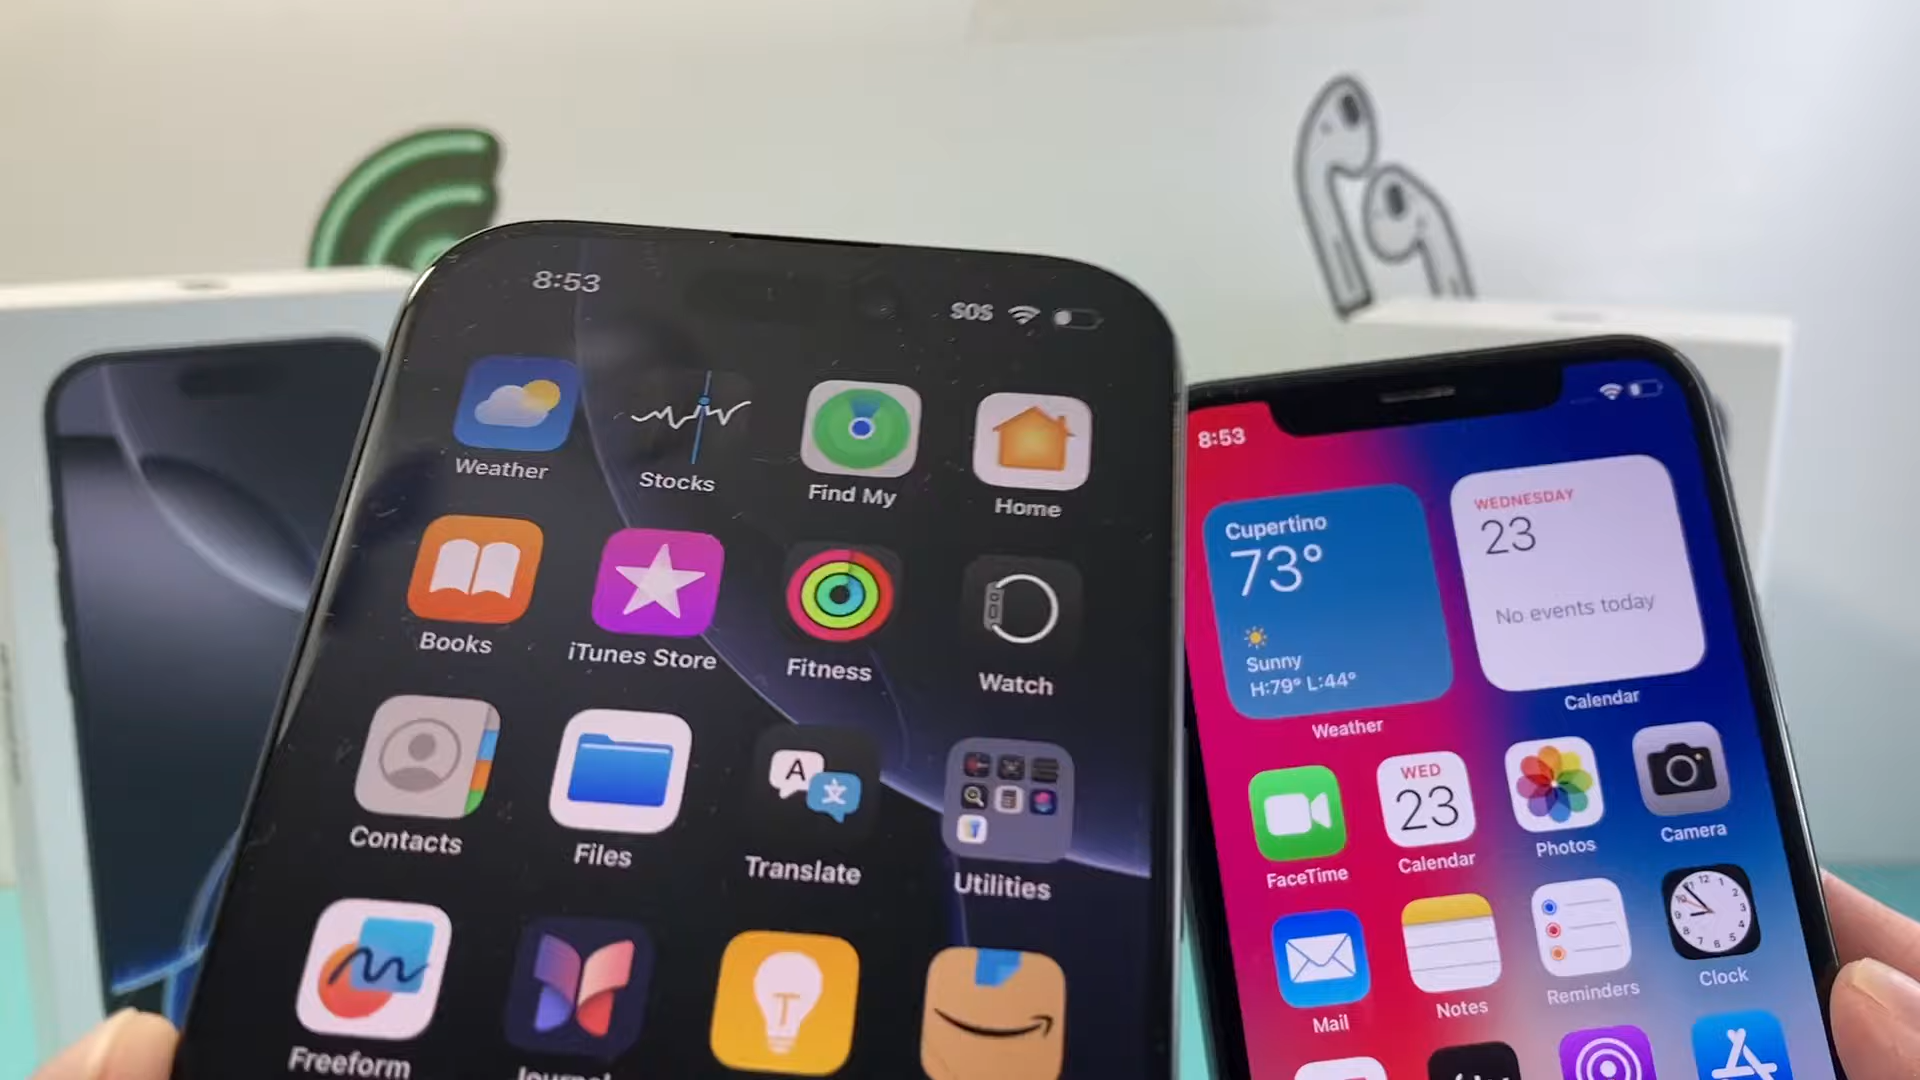 8:53
SOS
Weather
Stocks
Find My
Home
Books
iTunes Store
Fitness
Watch
Contacts
Files
A
Translate
Utilities
Freeform
Journal
T
8:53
Cupertino
73°
Sunny
H:79° L:44°
Weather
WEDNESDAY
23
No events today
Calendar
FaceTime
WED
23
Calendar
Photos
Camera
Mail
Notes
Reminders
Clock